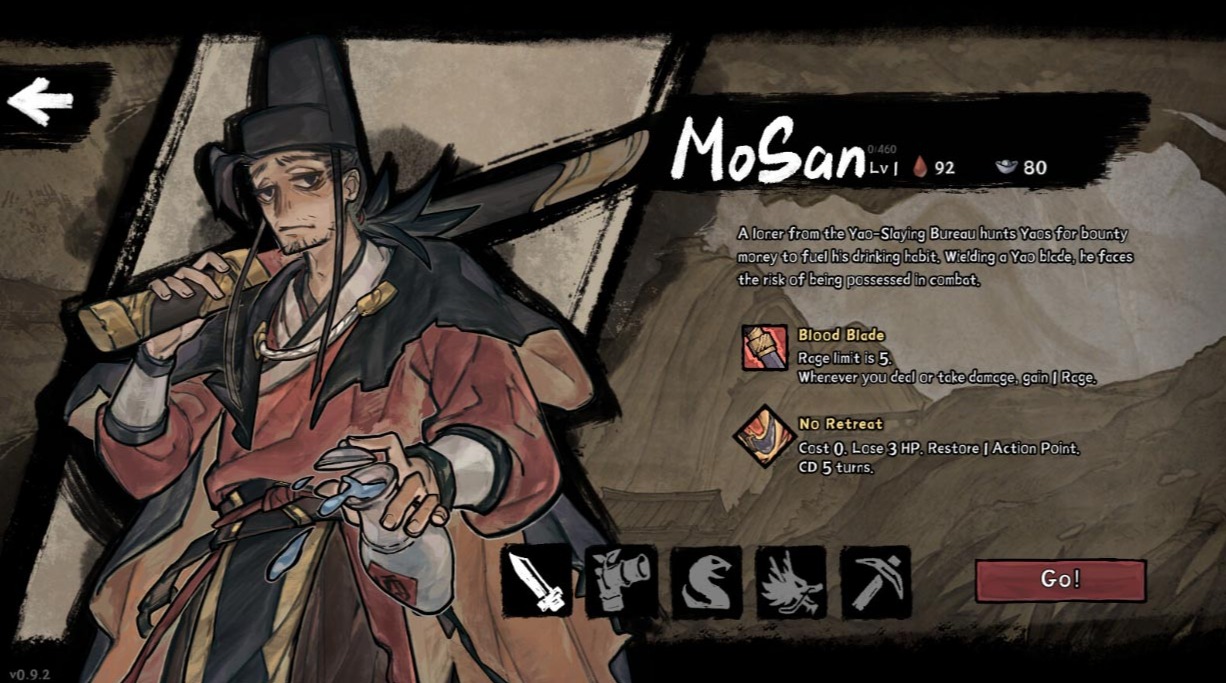 MoSan
0/460
Lv 1 92 80
A loner from the Yao-Slaying Bureau hunts Yaos for bounty
money to fuel his drinking habit. Wielding a Yao blade, he faces
the risk of being possessed in combat.
Blood Blade
Rage limit is 5.
Whenever you deal or take damage, gain 1 Rage.
No Retreat
Cost 0. Lose 3 HP. Restore 1 Action Point.
CD 5 turns.
Go!
v0.9.2